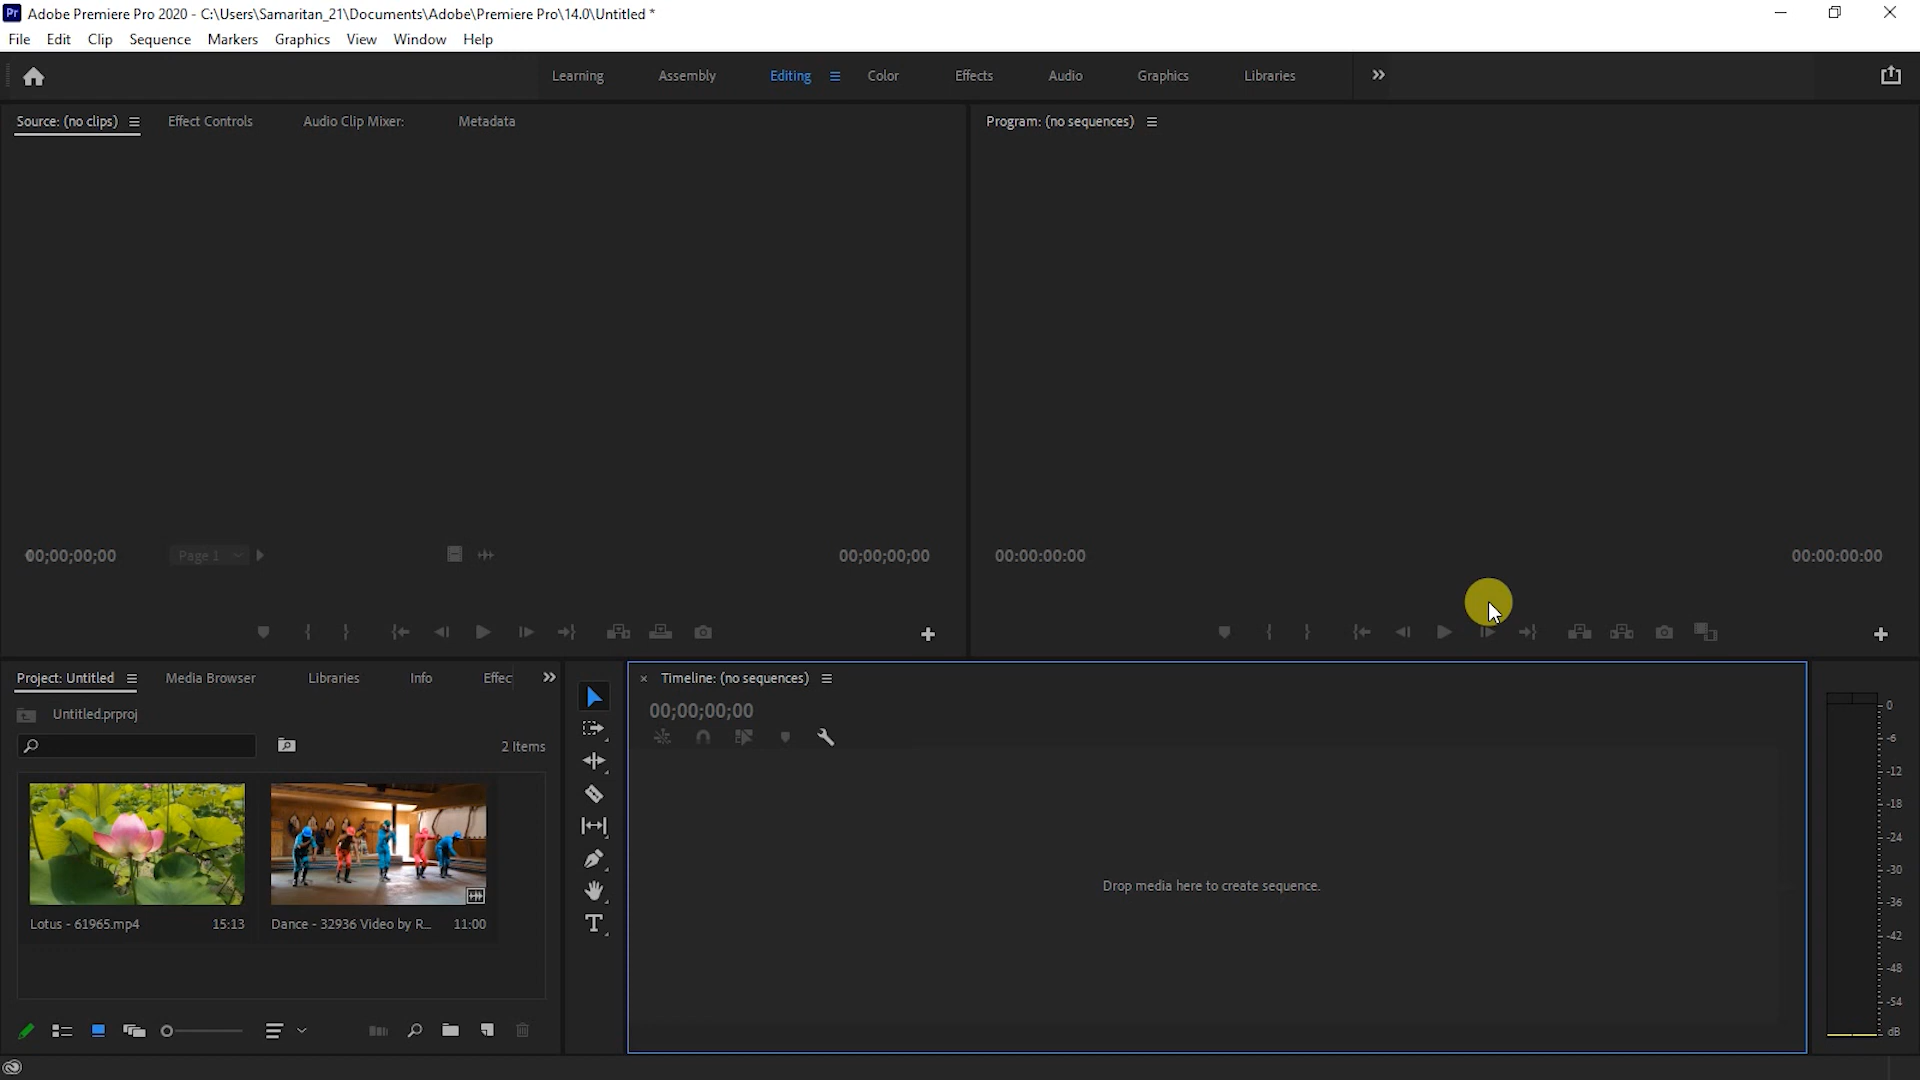 Adobe Premiere Pro 2020 - C:\Users\Samaritan_21\Documents\Adobe\Premiere Pro\14.0\Untitled *
File Edit Clip Sequence Markers Graphics View Window Help
Learning Assembly Editing Color Effects Audio Graphics Libraries
Source: (no clips) Effect Controls Audio Clip Mixer: Metadata
Program: (no sequences)
00;00;00;00 Page 1 00;00;00;00
00:00:00:00 00:00:00:00
Project: Untitled Media Browser Libraries Info Effec
Timeline: (no sequences)
Untitled.prproj
00;00;00;00
2 Items
Drop media here to create sequence.
Lotus - 61965.mp4 15:13
Dance - 32936 Video by R... 11:00
0
-6
-12
-18
-24
-30
-36
-42
-48
-54
dB